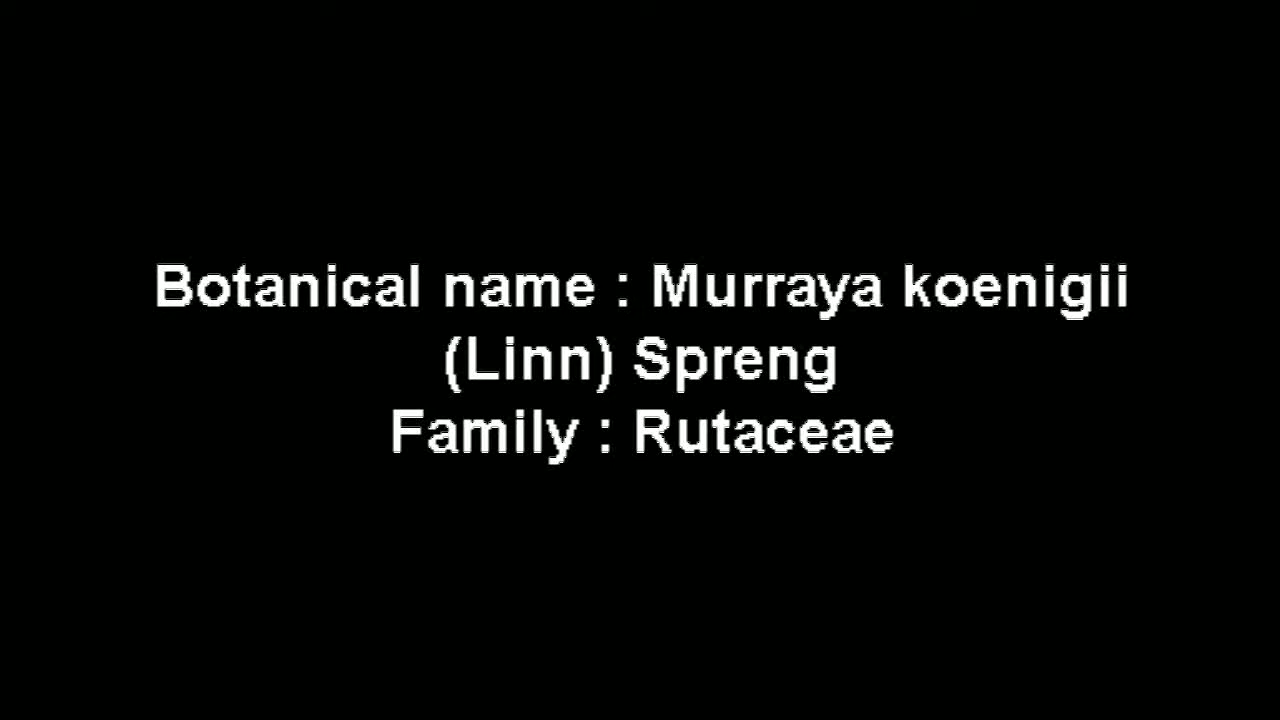 Botanical name : Murraya koenigii
(Linn) Spreng
Family : Rutaceae